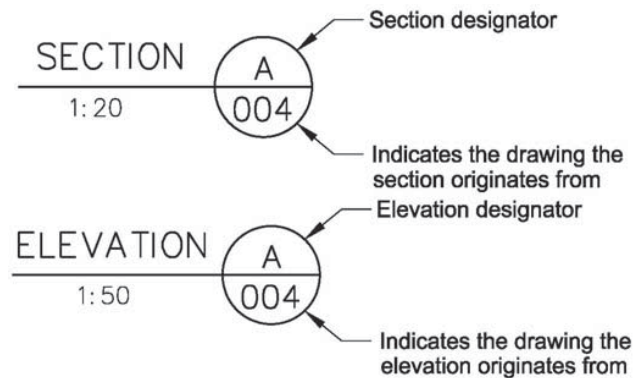 Section designator
SECTION
A
1:20
004
Indicates the drawing the
section originates from
Elevation designator
ELEVATION
A
1:50
004
Indicates the drawing the
elevation originates from